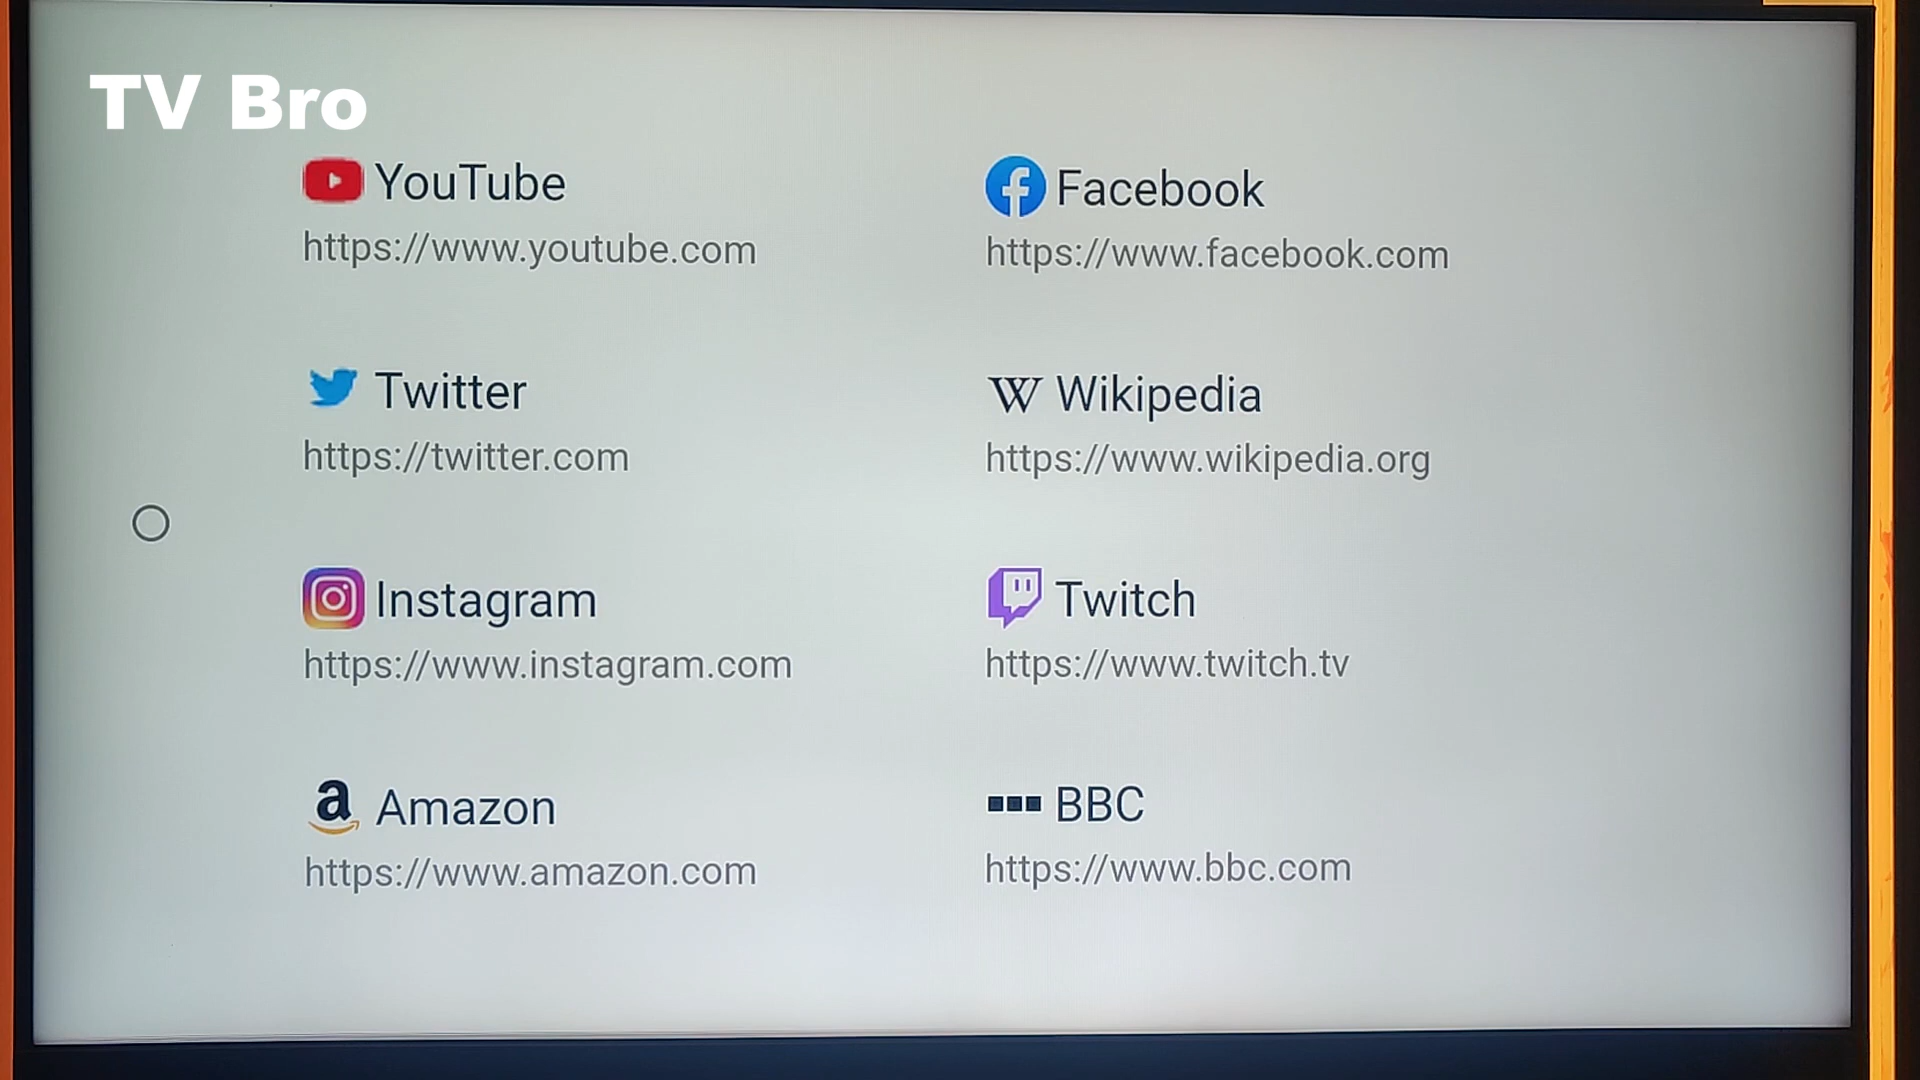 TV Bro
YouTube
https://www.youtube.com
Facebook
https://www.facebook.com
Twitter
https://twitter.com
W Wikipedia
https://www.wikipedia.org
Instagram
https://www.instagram.com
Twitch
https://www.twitch.tv
a Amazon
https://www.amazon.com
BBC
https://www.bbc.com